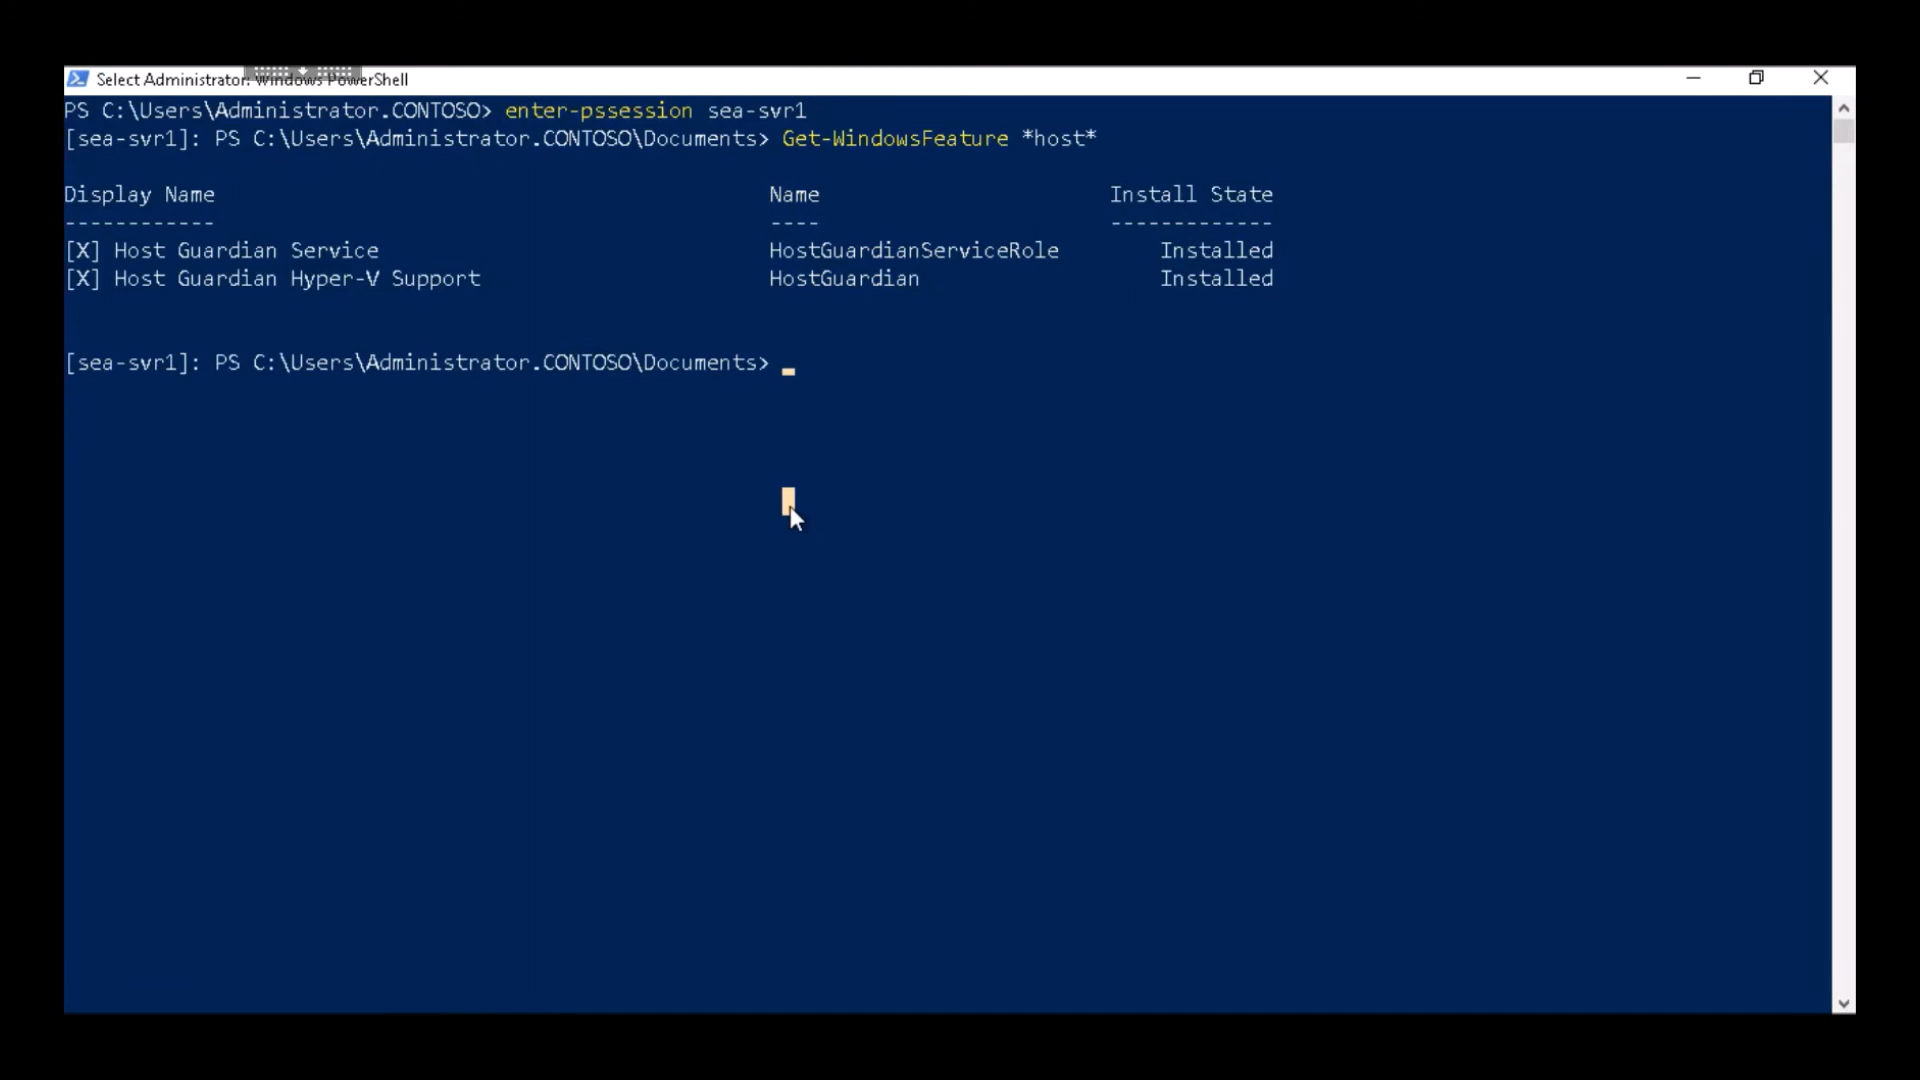 Select Administrator: Windows PowerShell
PS C:\Users\Administrator.CONTOSO> enter-pssession sea-svr1
[sea-svr1]: PS C:\Users\Administrator.CONTOSO\Documents> Get-WindowsFeature *host*
Display Name Name Install State
------------ ---- -------------
[X] Host Guardian Service HostGuardianServiceRole Installed
[X] Host Guardian Hyper-V Support HostGuardian Installed
[sea-svr1]: PS C:\Users\Administrator.CONTOSO\Documents>